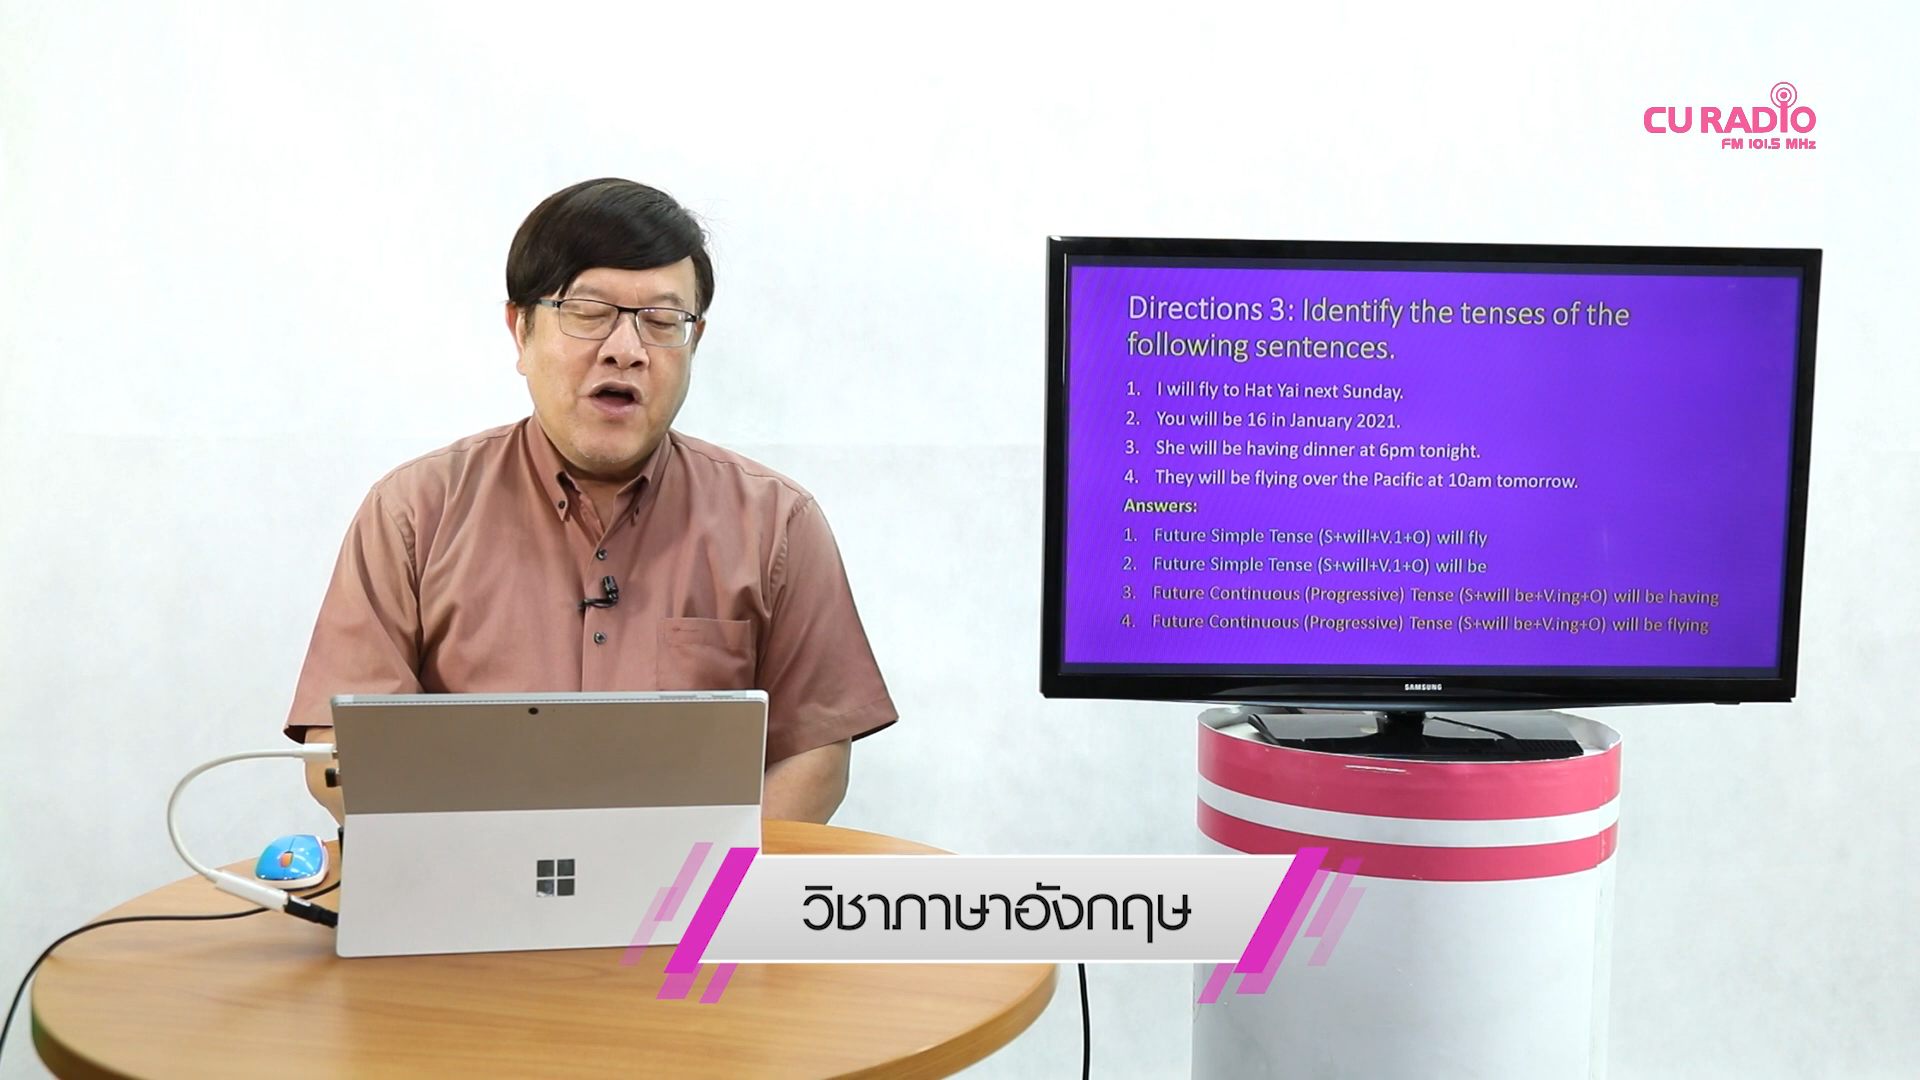 CU RADIO
FM 101.5 MHz
Directions 3: Identify the tenses of the
following sentences.
1. I will fly to Hat Yai next Sunday.
2. You will be 16 in January 2021.
3. She will be having dinner at 6pm tonight.
4. They will be flying over the Pacific at 10am tomorrow.
Answers:
1. Future Simple Tense (S+will+V.1+O) will fly
2. Future Simple Tense (S+will+V.1+O) will be
3. Future Continuous (Progressive) Tense (S+will be+V.ing+O) will be having
4. Future Continuous (Progressive) Tense (S+will be+V.ing+O) will be flying
SAMSUNG
วิชาภาษาอังกฤษ